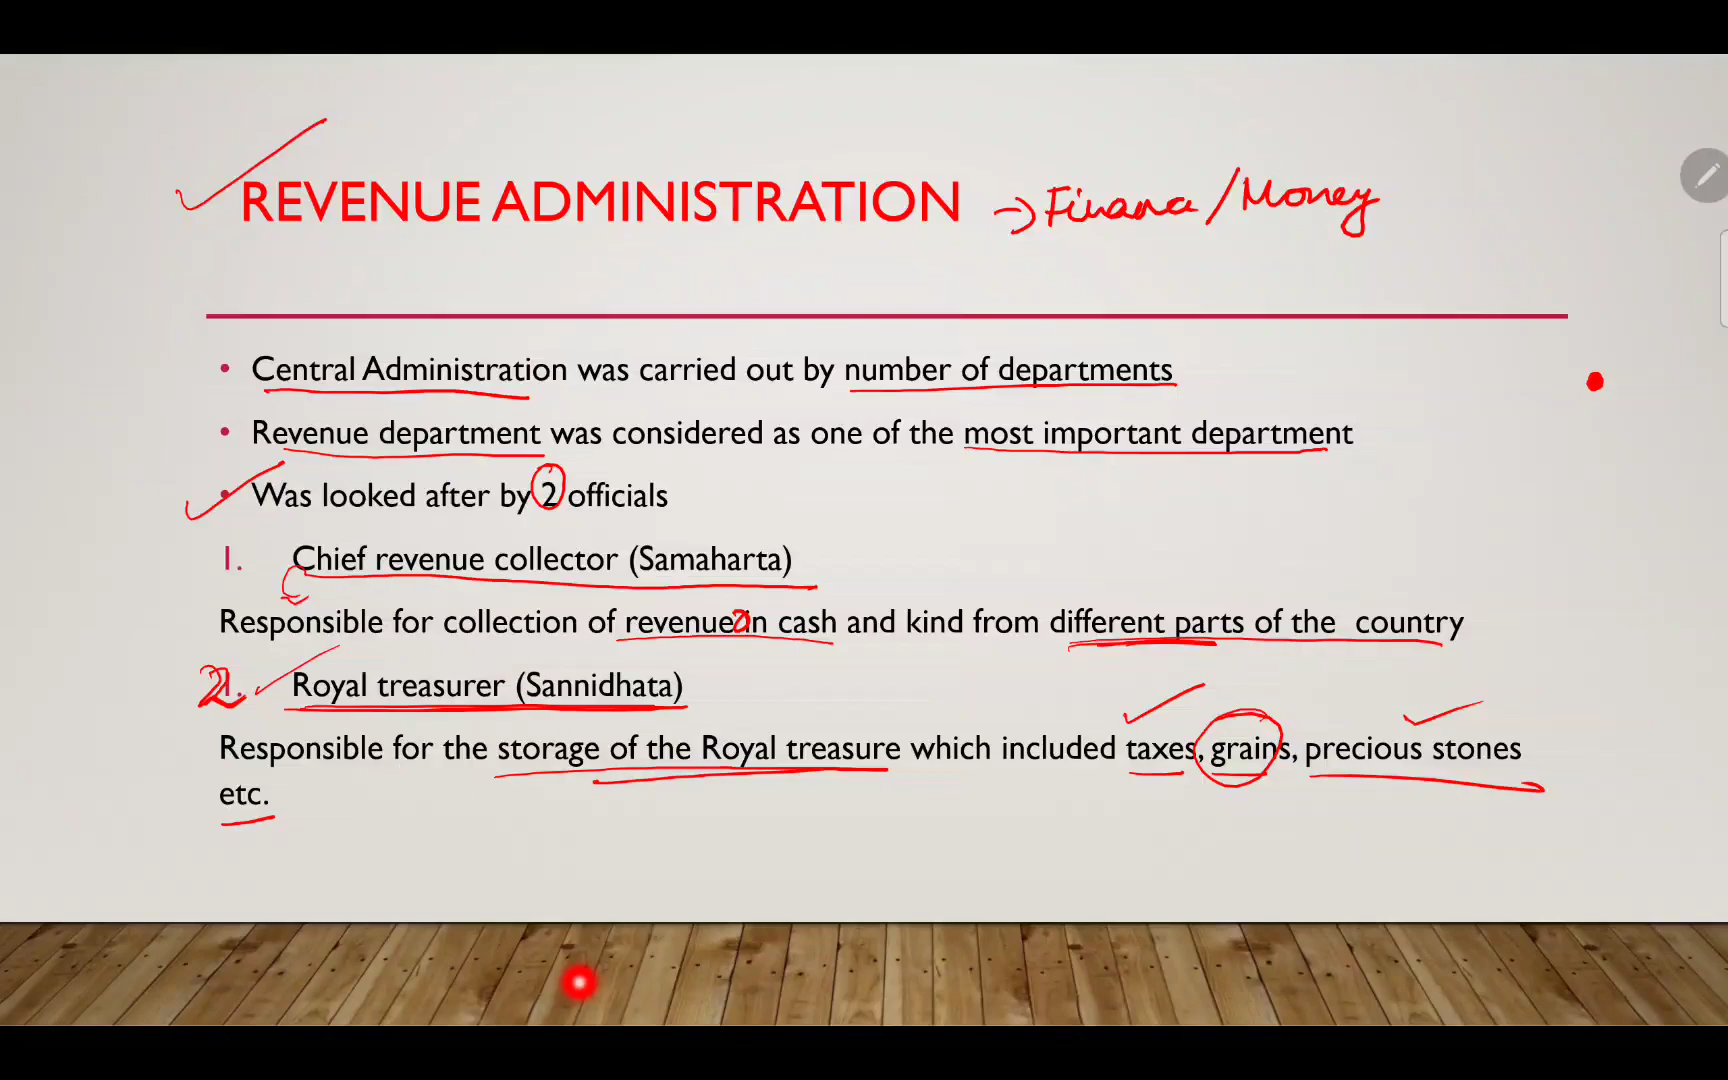 REVENUE ADMINISTRATION → Finance/Money
• Central Administration was carried out by number of departments
• Revenue department was considered as one of the most important department
• Was looked after by 2 officials
1. Chief revenue collector (Samaharta)
Responsible for collection of revenue in cash and kind from different parts of the country
2. Royal treasurer (Sannidhata)
Responsible for the storage of the Royal treasure which included taxes, grains, precious stones
etc.